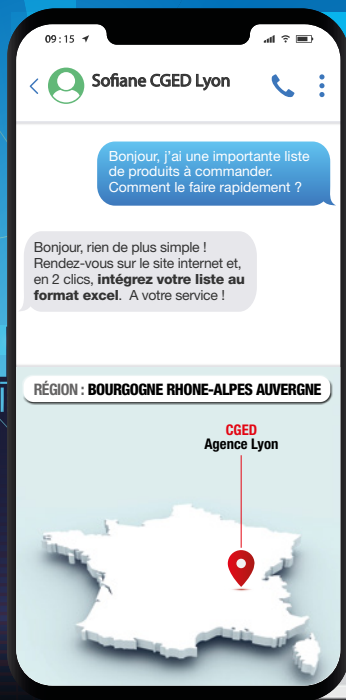 09:15
Sofiane CGED Lyon
Bonjour, j'ai une importante liste
de produits à commander.
Comment le faire rapidement ?
Bonjour, rien de plus simple !
Rendez-vous sur le site internet et,
en 2 clics, intégrez votre liste au
format excel. A votre service !
RÉGION : BOURGOGNE RHONE-ALPES AUVERGNE
CGED
Agence Lyon